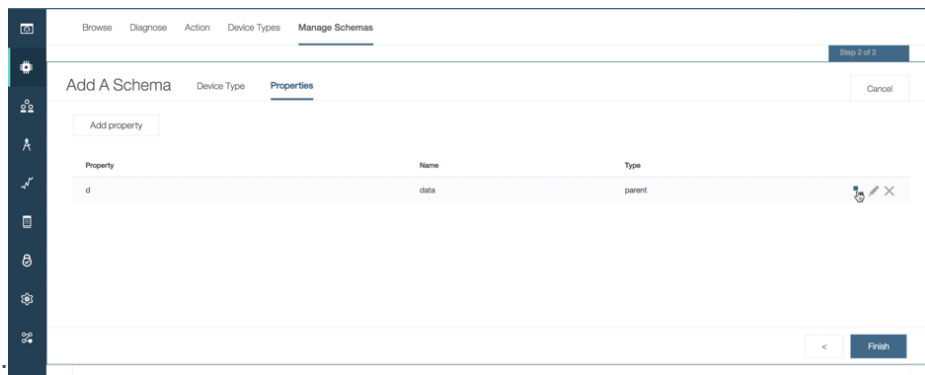 Browse Diagnose Action Device Types Manage Schemas
Step 2 of 2
Add A Schema Device Type Properties Cancel
Add property
Property Name Type
d data parent
< Finish